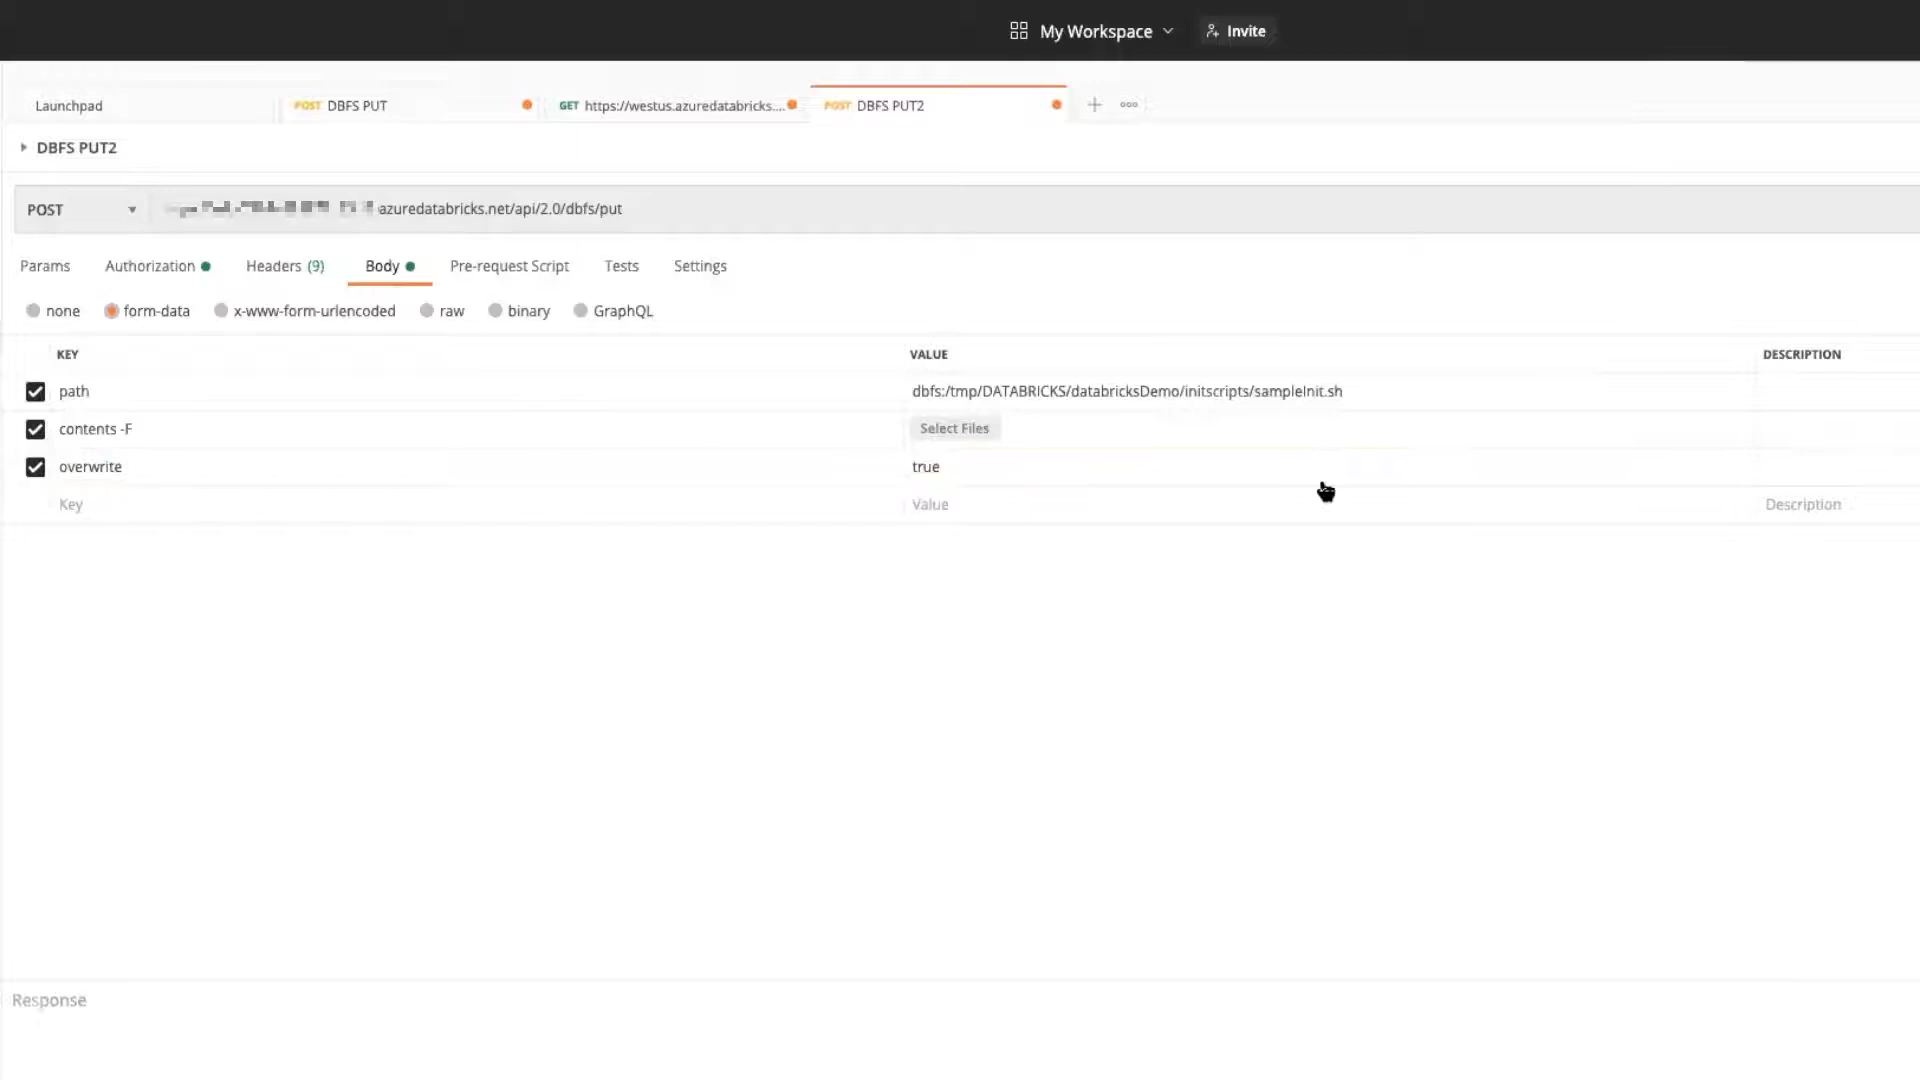 My Workspace Invite
Launchpad POST DBFS PUT GET https://westus.azuredatabricks.... POST DBFS PUT2
DBFS PUT2
POST azuredatabricks.net/api/2.0/dbfs/put
Params Authorization Headers (9) Body Pre-request Script Tests Settings
none form-data x-www-form-urlencoded raw binary GraphQL
KEY VALUE DESCRIPTION
path dbfs:/tmp/DATABRICKS/databricksDemo/initscripts/sampleInit.sh
contents -F Select Files
overwrite true
Key Value Description
Response